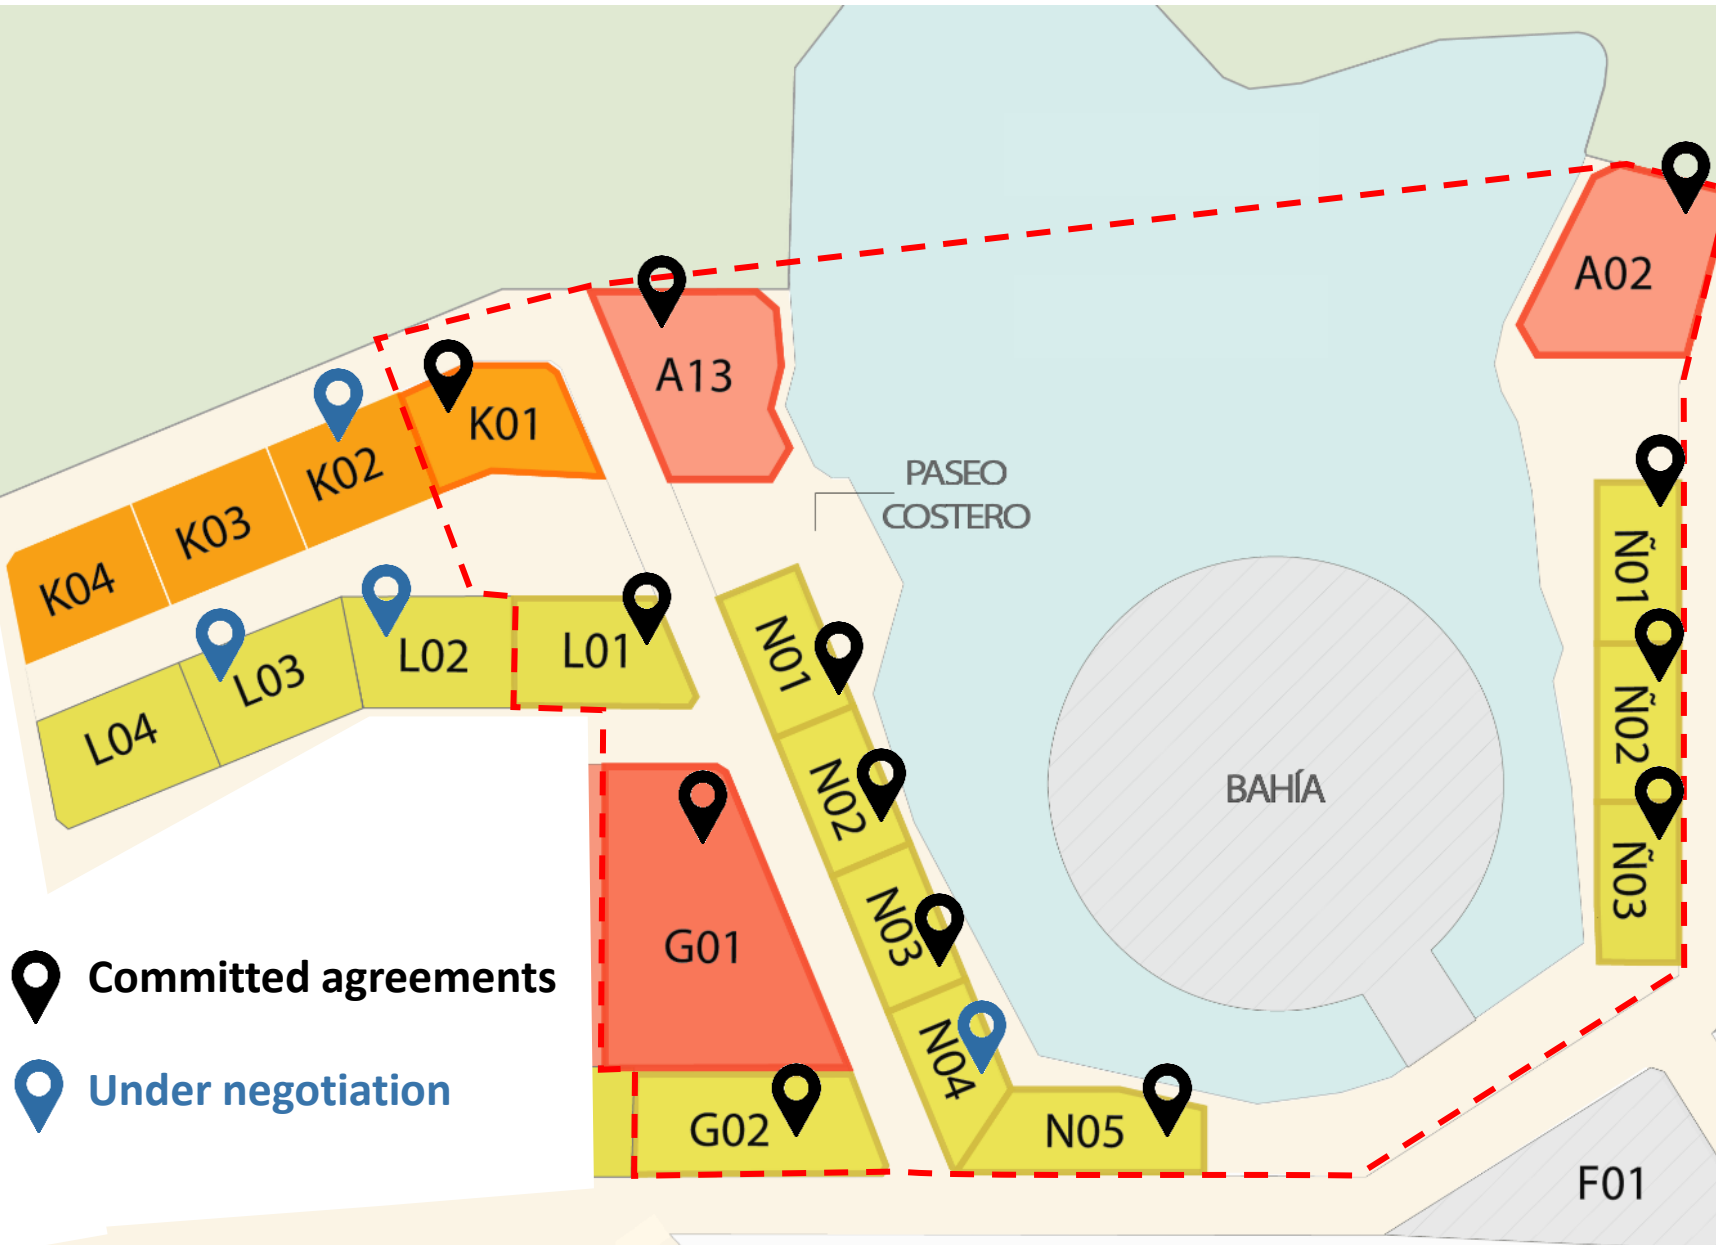 A02
A13
K01
K02
K03
K04
PASEO
COSTERO
Ñ01
L01
L02
L03
L04
N01
Ñ02
N02
BAHÍA
Ñ03
N03
G01
Committed agreements
N04
Under negotiation
G02
N05
F01